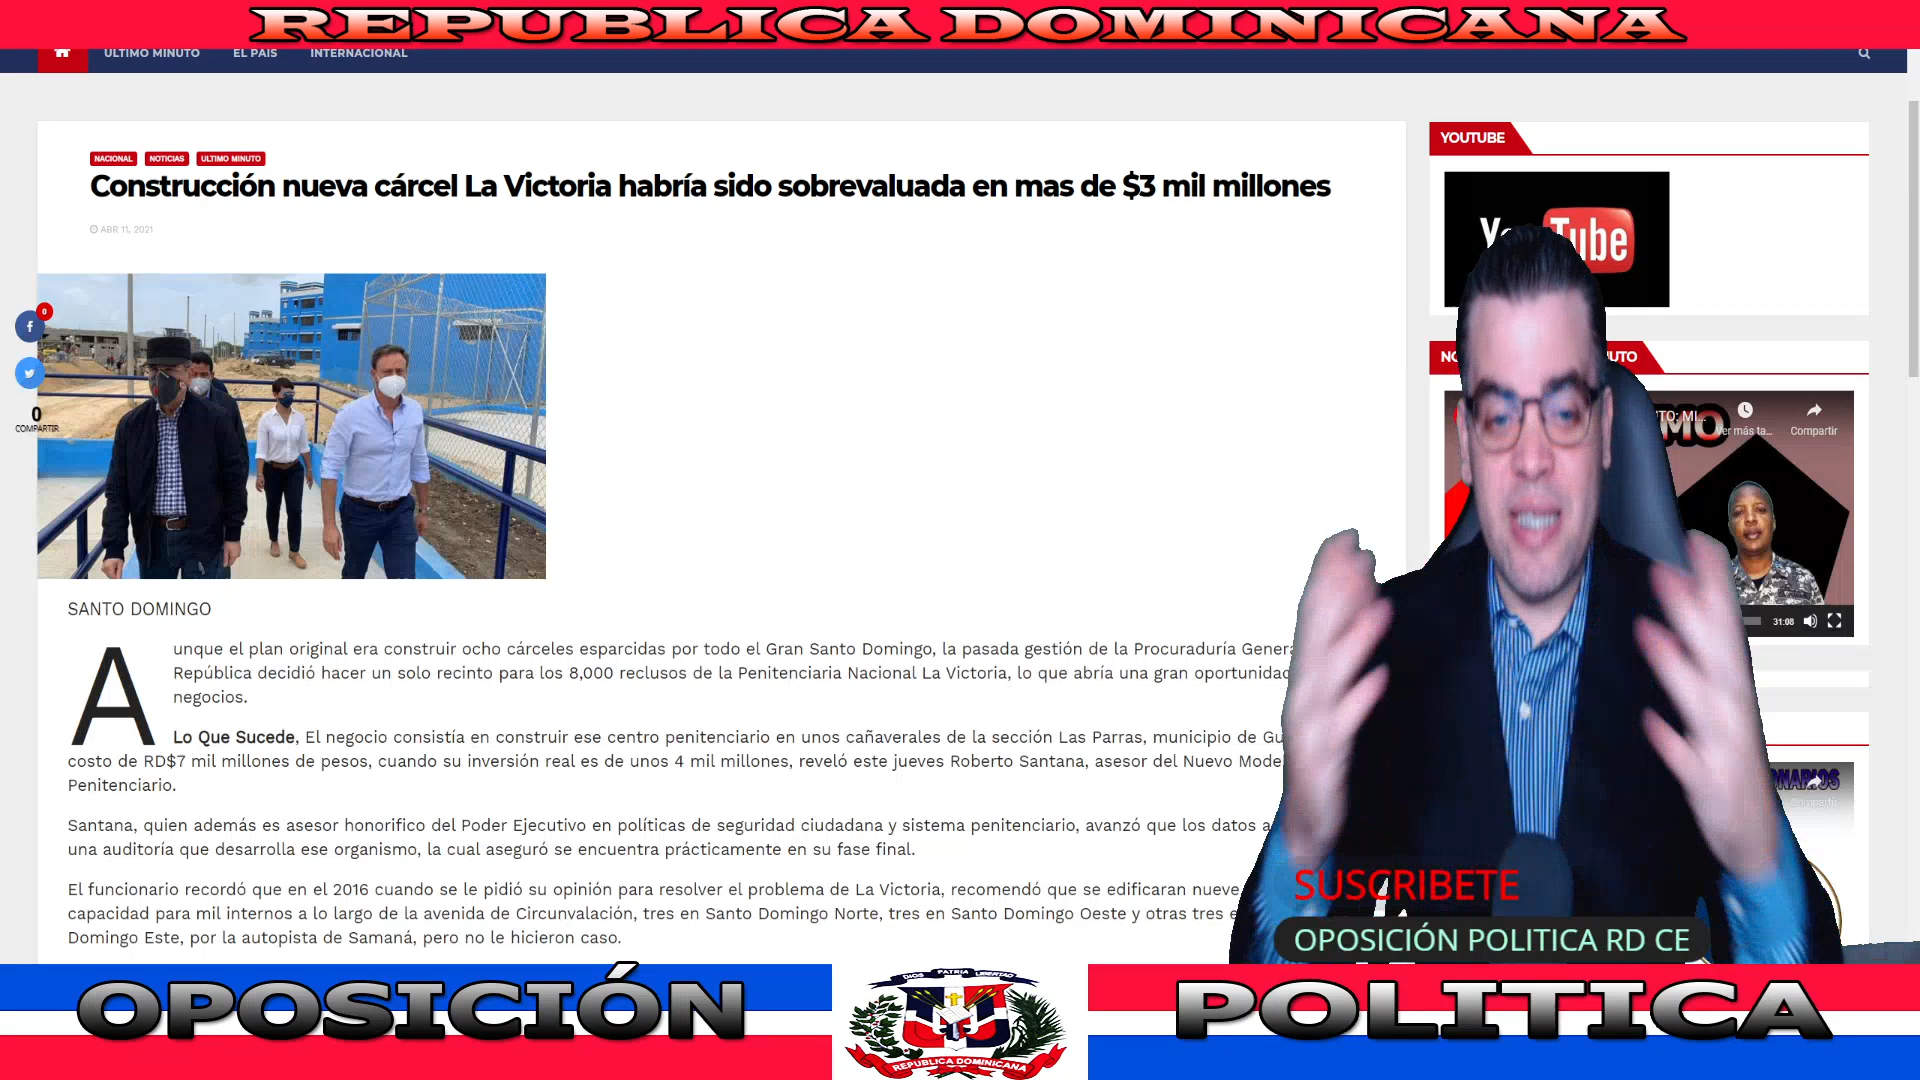 REPUBLICA DOMINICANA
ULTIMO MINUTO EL PAIS INTERNACIONAL
NACIONAL NOTICIAS ULTIMO MINUTO
Construcción nueva cárcel La Victoria habría sido sobrevaluada en mas de $3 mil millones
ABR 11, 2021
YOUTUBE
Tube
0
0
COMPARTIR
UTO
TO: MI...
Ver más ta... Compartir
31:08
SANTO DOMINGO
Aunque el plan original era construir ocho cárceles esparcidas por todo el Gran Santo Domingo, la pasada gestión de la Procuraduría Genera
República decidió hacer un solo recinto para los 8,000 reclusos de la Penitenciaria Nacional La Victoria, lo que abría una gran oportunidad
negocios.
Lo Que Sucede, El negocio consistía en construir ese centro penitenciario en unos cañaverales de la sección Las Parras, municipio de Gu
costo de RD$7 mil millones de pesos, cuando su inversión real es de unos 4 mil millones, reveló este jueves Roberto Santana, asesor del Nuevo Mode
Penitenciario.
Santana, quien además es asesor honorifico del Poder Ejecutivo en políticas de seguridad ciudadana y sistema penitenciario, avanzó que los datos a
una auditoría que desarrolla ese organismo, la cual aseguró se encuentra prácticamente en su fase final.
El funcionario recordó que en el 2016 cuando se le pidió su opinión para resolver el problema de La Victoria, recomendó que se edificaran nueve
capacidad para mil internos a lo largo de la avenida de Circunvalación, tres en Santo Domingo Norte, tres en Santo Domingo Oeste y otras tres e
Domingo Este, por la autopista de Samaná, pero no le hicieron caso.
NARIOS
Compartir
SUSCRIBETE
OPOSICIÓN POLITICA RD CE
OPOSICIÓN
DIOS PATRIA LIBERTAD
REPUBLICA DOMINICANA
POLITICA